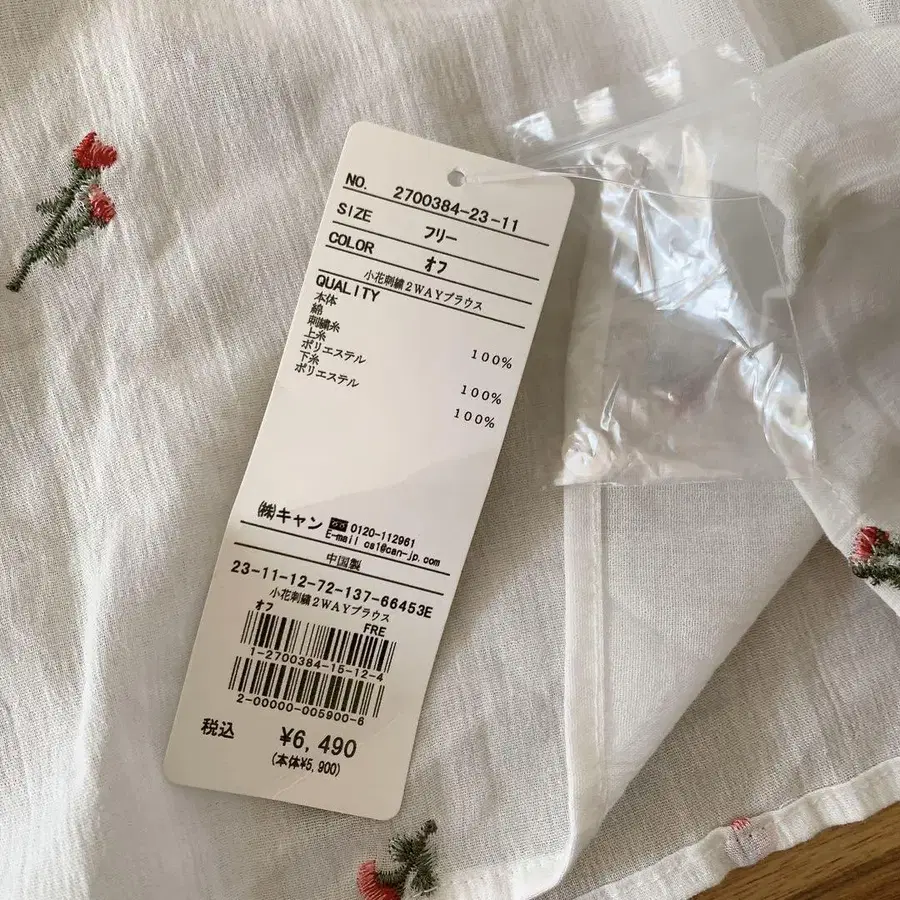 NO. 2700384-23-11
SIZE フリー
COLOR オフ
小花刺繍2WAYブラウス
QUALITY
本体
綿 100%
刺繍糸
上糸
ポリエステル 100%
下糸
ポリエステル 100%
㈱キャン 0120-112961
E-mail cs1@can-jp.com
中国製
23-11-12-72-137-66453E
小花刺繍2WAYブラウス
オフ
FRE
1-2700384-15-12-4
2-00000-005900-6
税込 ¥6,490
(本体¥5,900)